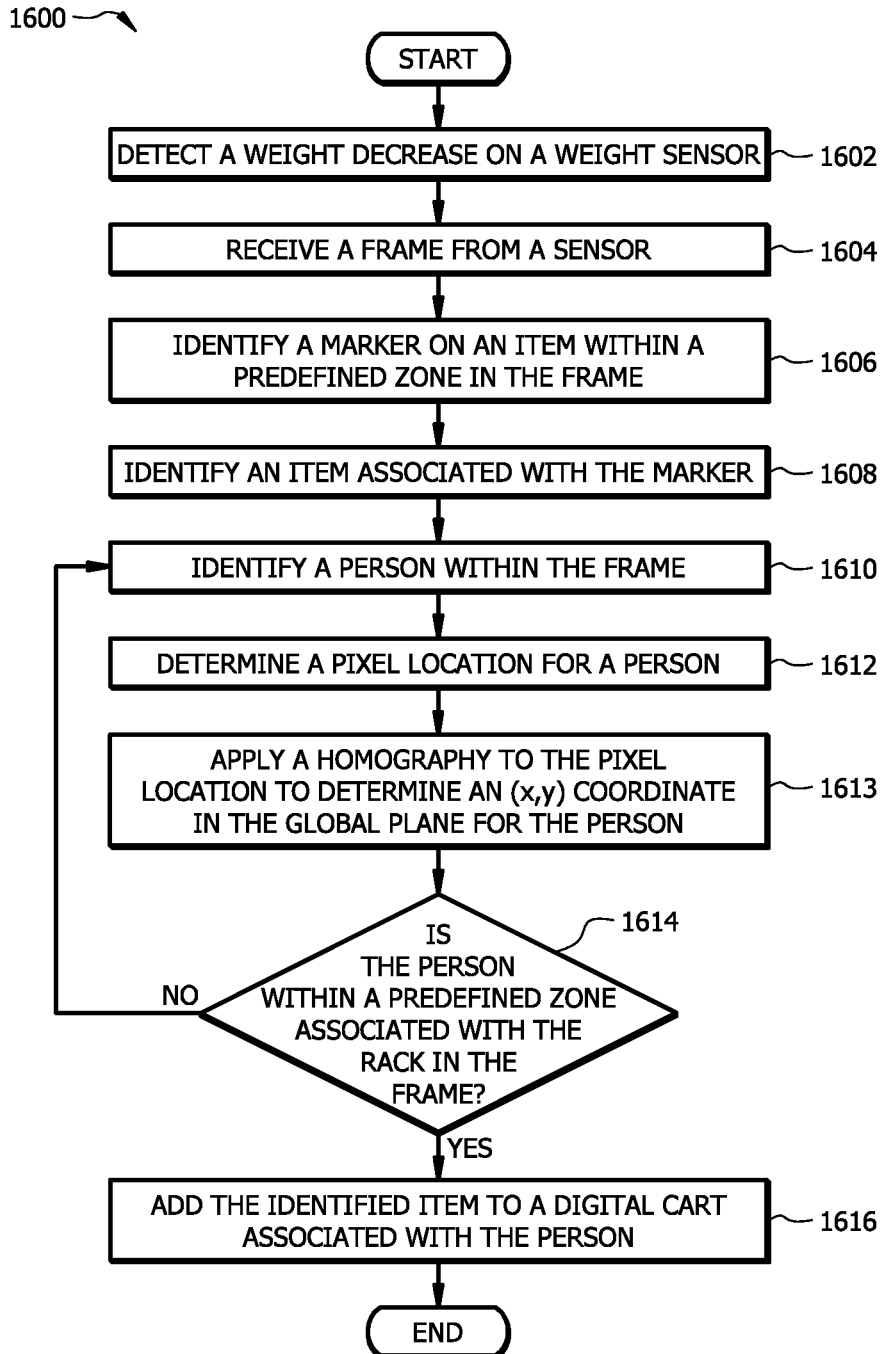 1600
START
DETECT A WEIGHT DECREASE ON A WEIGHT SENSOR
1602
RECEIVE A FRAME FROM A SENSOR
1604
IDENTIFY A MARKER ON AN ITEM WITHIN A
PREDEFINED ZONE IN THE FRAME
1606
IDENTIFY AN ITEM ASSOCIATED WITH THE MARKER
1608
IDENTIFY A PERSON WITHIN THE FRAME
1610
DETERMINE A PIXEL LOCATION FOR A PERSON
1612
APPLY A HOMOGRAPHY TO THE PIXEL
LOCATION TO DETERMINE AN (x,y) COORDINATE
IN THE GLOBAL PLANE FOR THE PERSON
1613
IS
THE PERSON
WITHIN A PREDEFINED ZONE
ASSOCIATED WITH THE
RACK IN THE
FRAME?
1614
NO
YES
ADD THE IDENTIFIED ITEM TO A DIGITAL CART
ASSOCIATED WITH THE PERSON
1616
END